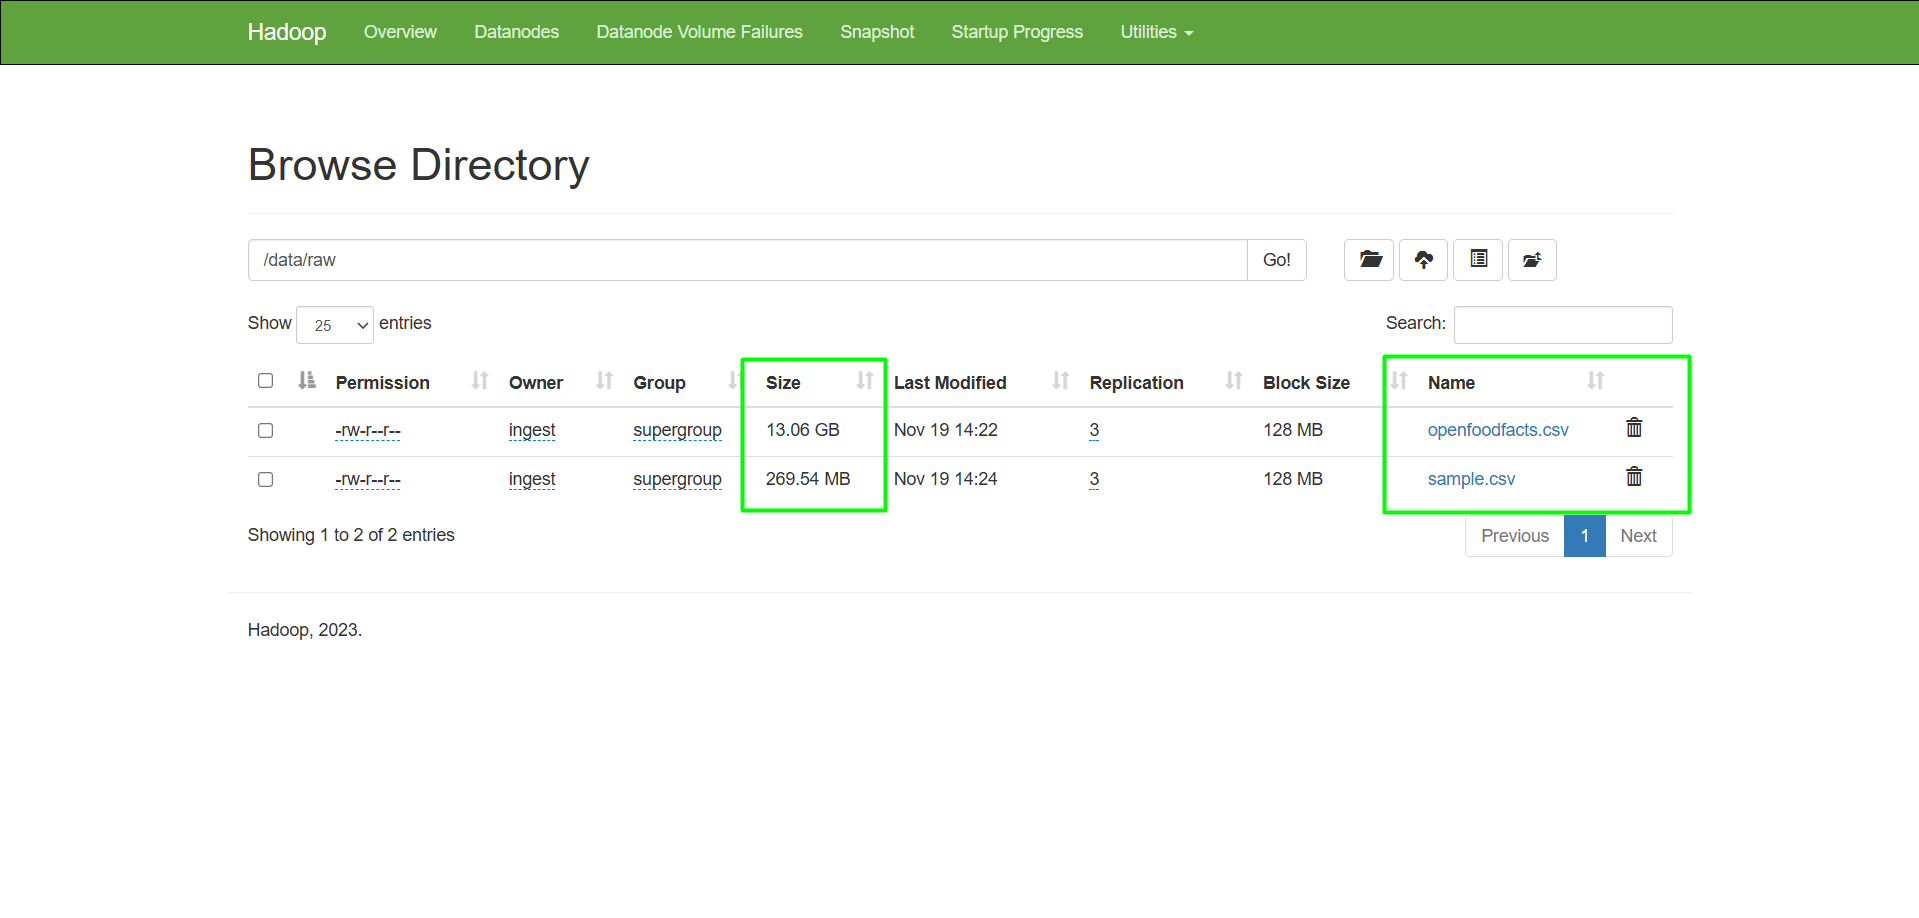 Hadoop Overview Datanodes Datanode Volume Failures Snapshot Startup Progress Utilities
Browse Directory
/data/raw Go!
Show 25 entries Search:
Permission Owner Group Size Last Modified Replication Block Size Name
-rw-r--r-- ingest supergroup 13.06 GB Nov 19 14:22 3 128 MB openfoodfacts.csv
-rw-r--r-- ingest supergroup 269.54 MB Nov 19 14:24 3 128 MB sample.csv
Showing 1 to 2 of 2 entries Previous 1 Next
Hadoop, 2023.